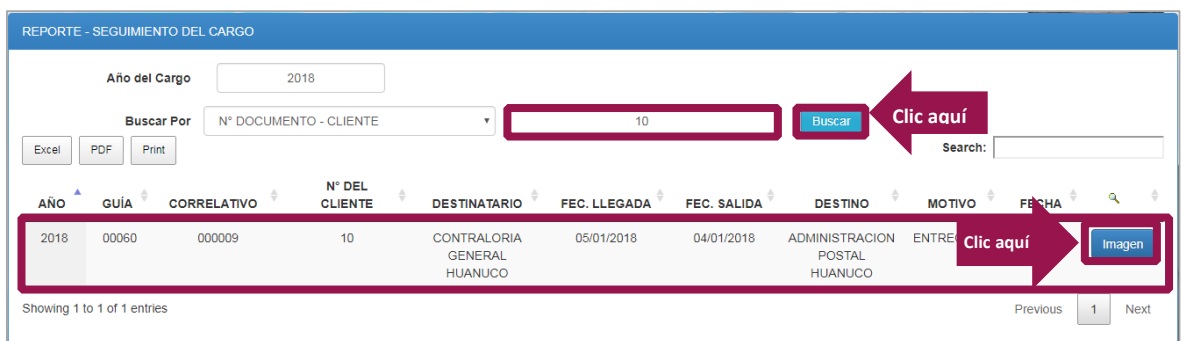 REPORTE - SEGUIMIENTO DEL CARGO
Año del Cargo 2018
Buscar Por N° DOCUMENTO - CLIENTE 10 Buscar Clic aquí
Excel PDF Print Search:
AÑO GUÍA CORRELATIVO N° DEL CLIENTE DESTINATARIO FEC. LLEGADA FEC. SALIDA DESTINO MOTIVO FECHA
2018 00060 000009 10 CONTRALORIA 05/01/2018 04/01/2018 ADMINISTRACION Clic aquí Imagen
GENERAL POSTAL
HUANUCO HUANUCO
Showing 1 to 1 of 1 entries Previous 1 Next